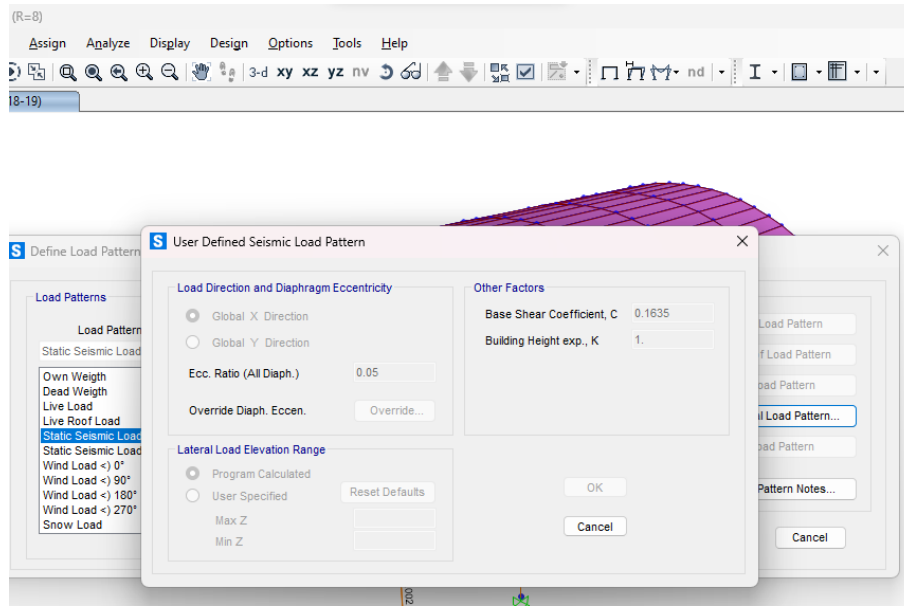 (R=8)
Assign Analyze Display Design Options Tools Help
3-d xy xz yz nv nd
18-19)
S Define Load Pattern
Load Patterns
Load Pattern
Static Seismic Load
Own Weigth
Dead Weigth
Live Load
Live Roof Load
Static Seismic Load
Static Seismic Load
Wind Load <) 0°
Wind Load <) 90°
Wind Load <) 180°
Wind Load <) 270°
Snow Load
S User Defined Seismic Load Pattern
Load Direction and Diaphragm Eccentricity
Global X Direction
Global Y Direction
Ecc. Ratio (All Diaph.) 0.05
Override Diaph. Eccen. Override...
Lateral Load Elevation Range
Program Calculated
User Specified Reset Defaults
Max Z
Min Z
Other Factors
Base Shear Coefficient, C 0.1635
Building Height exp., K 1.
OK
Cancel
Load Pattern
f Load Pattern
oad Pattern
al Load Pattern...
oad Pattern
Pattern Notes...
Cancel
002